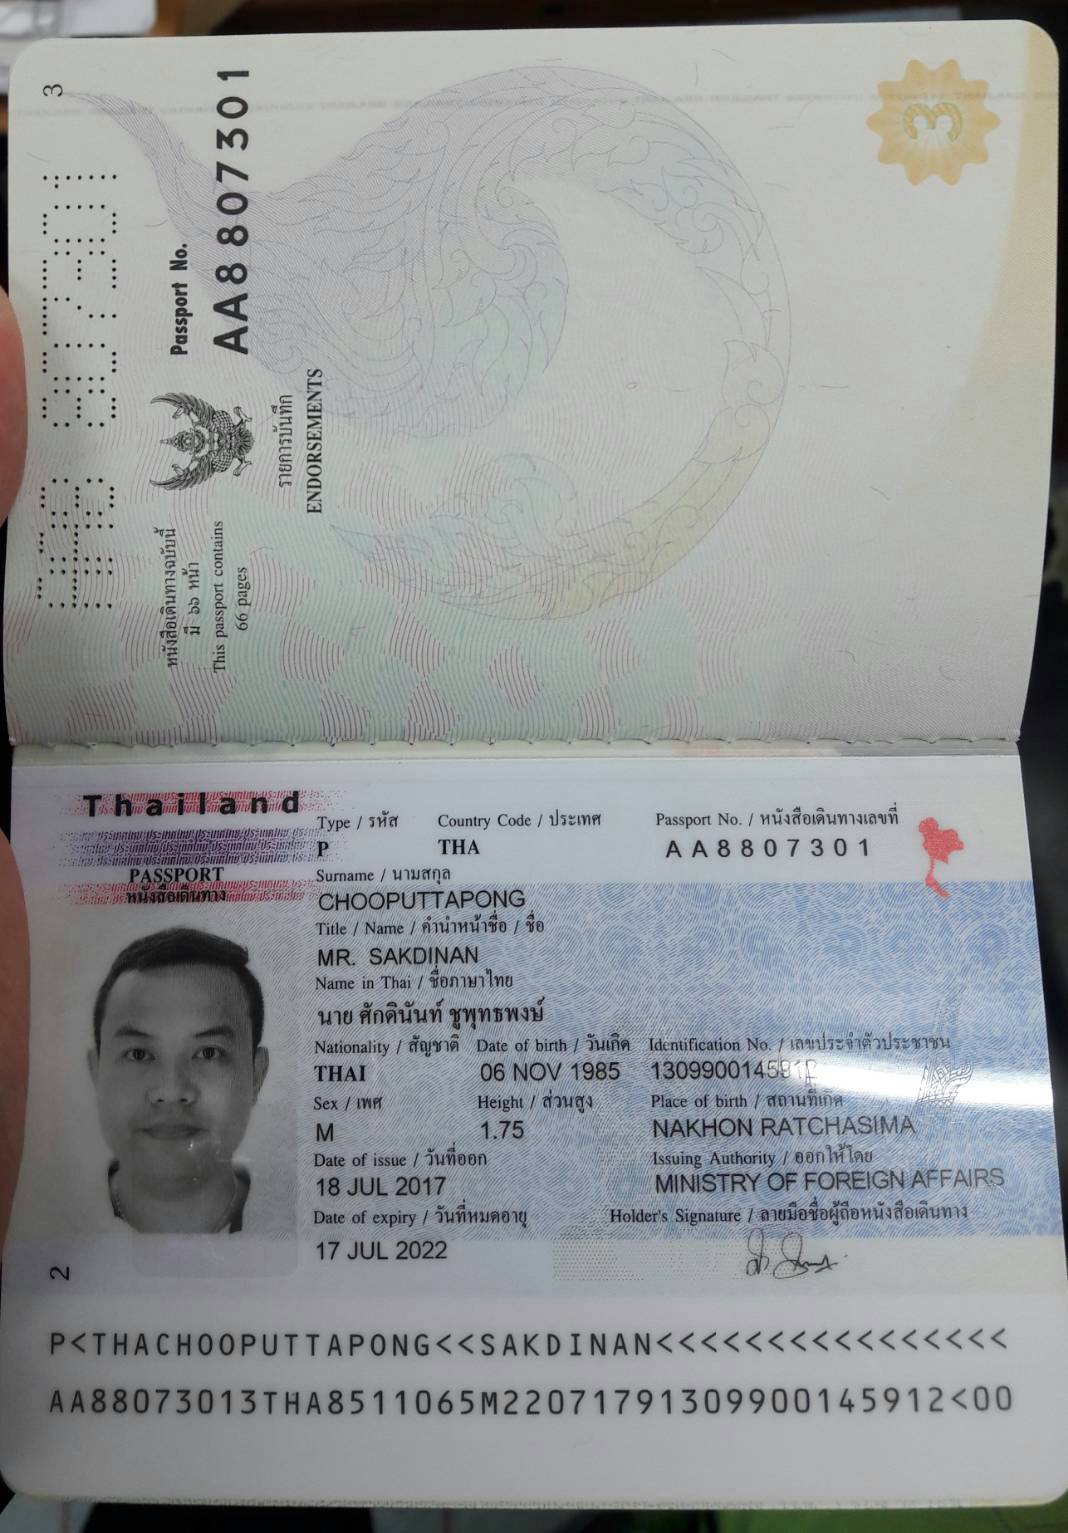 3
AA8807301
Passport No.
AA8807301
หนังสือเดินทางฉบับนี้
มี ๖๖ หน้า
This passport contains
66 pages
รายการบันทึก
ENDORSEMENTS
3
Thailand
PASSPORT
หนังสือเดินทาง
Type / รหัส Country Code / ประเทศ Passport No. / หนังสือเดินทางเลขที่
P THA AA8807301
Surname / นามสกุล
CHOOPUTTAPONG
Title / Name / คำนำหน้าชื่อ / ชื่อ
MR. SAKDINAN
Name in Thai / ชื่อภาษาไทย
นาย ศักดินันท์ ชูพุทธพงษ์
Nationality / สัญชาติ Date of birth / วันเกิด Identification No. / เลขประจำตัวประชาชน
THAI 06 NOV 1985 1309900145912
Sex / เพศ Height / ส่วนสูง Place of birth / สถานที่เกิด
M 1.75 NAKHON RATCHASIMA
Date of issue / วันที่ออก Issuing Authority / ออกให้โดย
18 JUL 2017 MINISTRY OF FOREIGN AFFAIRS
Date of expiry / วันที่หมดอายุ Holder's Signature / ลายมือชื่อผู้ถือหนังสือเดินทาง
17 JUL 2022
2
P<THACHOOPUTTAPONG<<SAKDINAN<<<<<<<<<<<<<<<<
AA88073013THA8511065M22071791309900145912<00